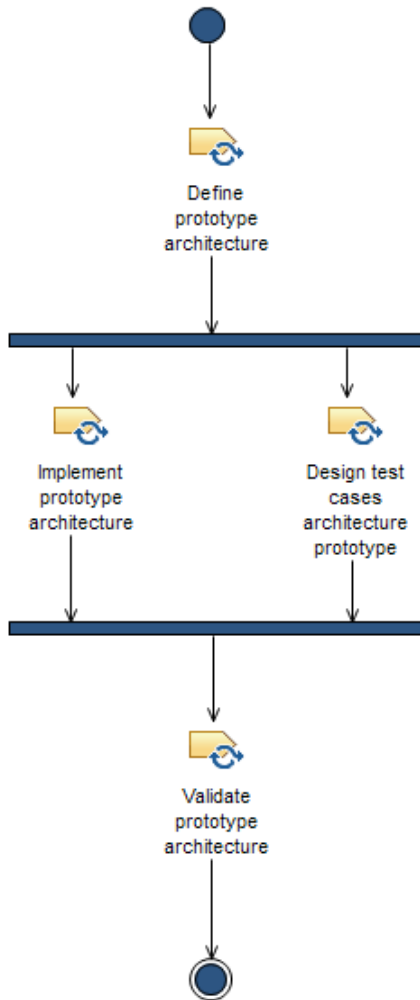 Define
prototype
architecture
Implement
prototype
architecture
Design test
cases
architecture
prototype
Validate
prototype
architecture